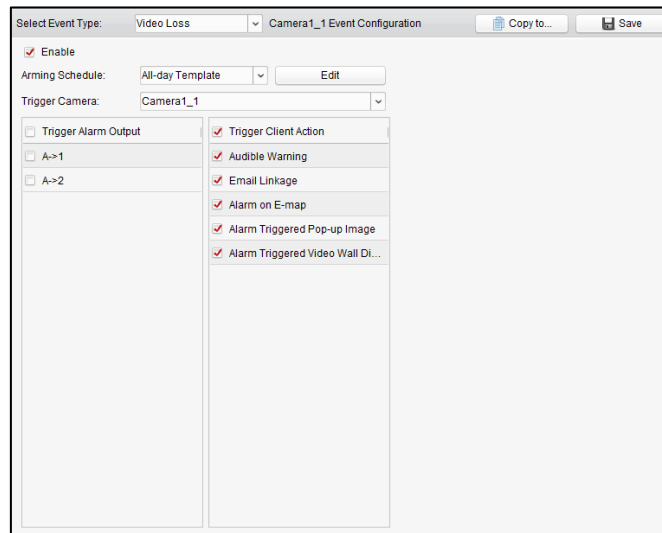 Select Event Type: Video Loss Camera1_1 Event Configuration Copy to... Save
Enable
Arming Schedule: All-day Template Edit
Trigger Camera: Camera1_1
Trigger Alarm Output Trigger Client Action
A->1 Audible Warning
A->2 Email Linkage
Alarm on E-map
Alarm Triggered Pop-up Image
Alarm Triggered Video Wall Di...